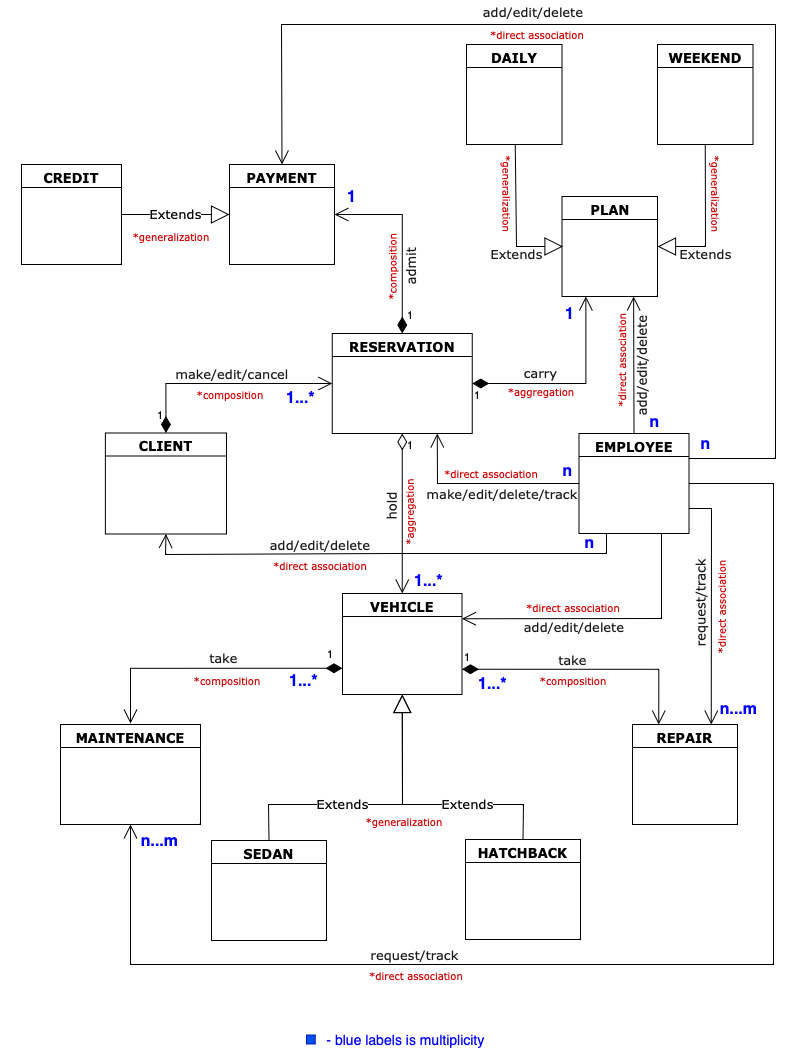 add/edit/delete
*direct association
DAILY
WEEKEND
CREDIT
PAYMENT
1
Extends
*generalization
*generalization
*generalization
PLAN
Extends
Extends
*composition
admit
1
RESERVATION
1
*direct association
add/edit/delete
make/edit/cancel
*composition
1...*
carry
*aggregation
1
1
CLIENT
1
n
n
EMPLOYEE
*direct association
n
make/edit/delete/track
hold
*aggregation
add/edit/delete
*direct association
n
1...*
VEHICLE
*direct association
add/edit/delete
request/track
*direct association
take
1
*composition
1...*
1
take
1...*
*composition
n...m
MAINTENANCE
REPAIR
Extends
Extends
*generalization
n...m
SEDAN
HATCHBACK
request/track
*direct association
- blue labels is multiplicity